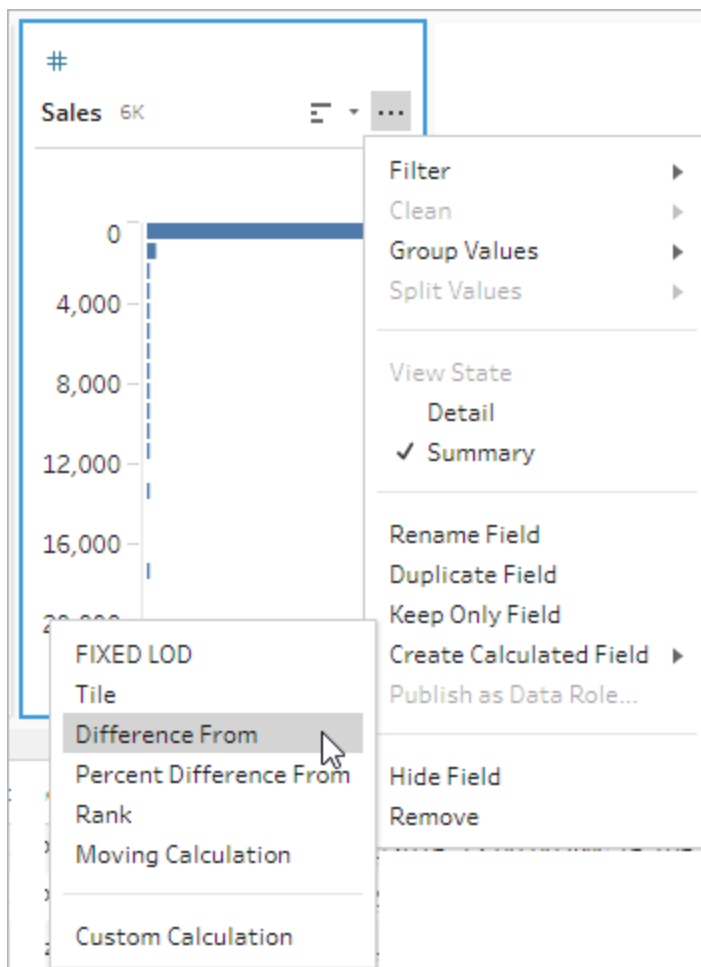 #
Sales 6K
0
4,000
8,000
12,000
16,000
Filter
Clean
Group Values
Split Values
View State
Detail
✓ Summary
Rename Field
Duplicate Field
Keep Only Field
Create Calculated Field
Publish as Data Role...
Hide Field
Remove
FIXED LOD
Tile
Difference From
Percent Difference From
Rank
Moving Calculation
Custom Calculation